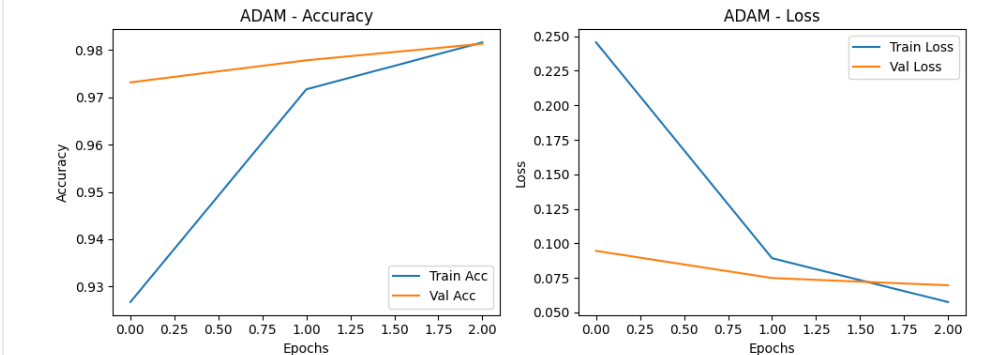 ADAM - Accuracy
0.98
0.97
0.96
0.95
0.94
0.93
Accuracy
Train Acc
Val Acc
0.00 0.25 0.50 0.75 1.00 1.25 1.50 1.75 2.00
Epochs
ADAM - Loss
0.250
0.225
0.200
0.175
0.150
0.125
0.100
0.075
0.050
Loss
Train Loss
Val Loss
0.00 0.25 0.50 0.75 1.00 1.25 1.50 1.75 2.00
Epochs